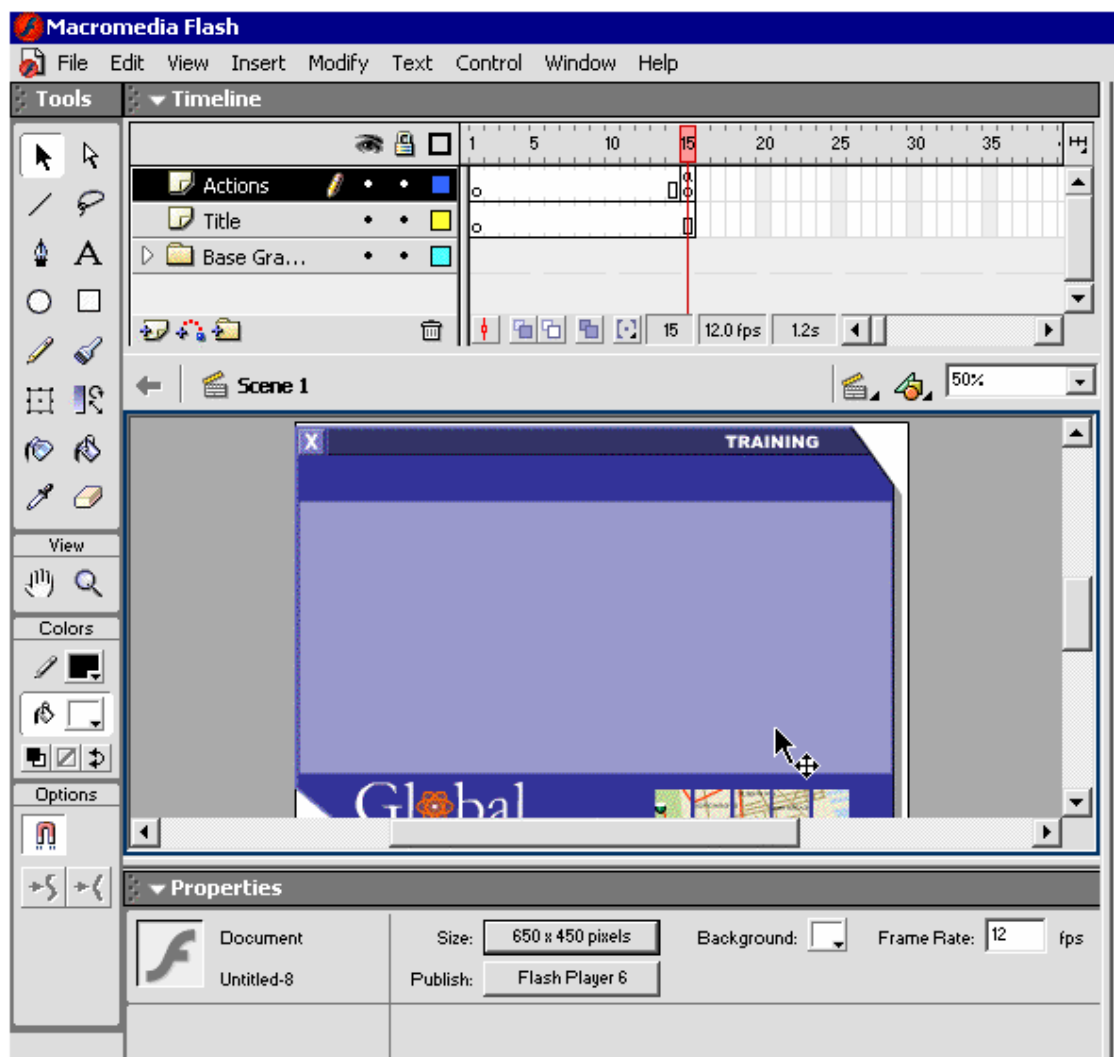 Macromedia Flash
File Edit View Insert Modify Text Control Window Help
Tools
Timeline
1 5 10 15 20 25 30 35
Actions
Title
Base Gra...
15 12.0 fps 1.2s
Scene 1
50%
X
TRAINING
View
Colors
Options
Global
Properties
Document
Size: 650 x 450 pixels
Background:
Frame Rate: 12 fps
Untitled-8
Publish: Flash Player 6